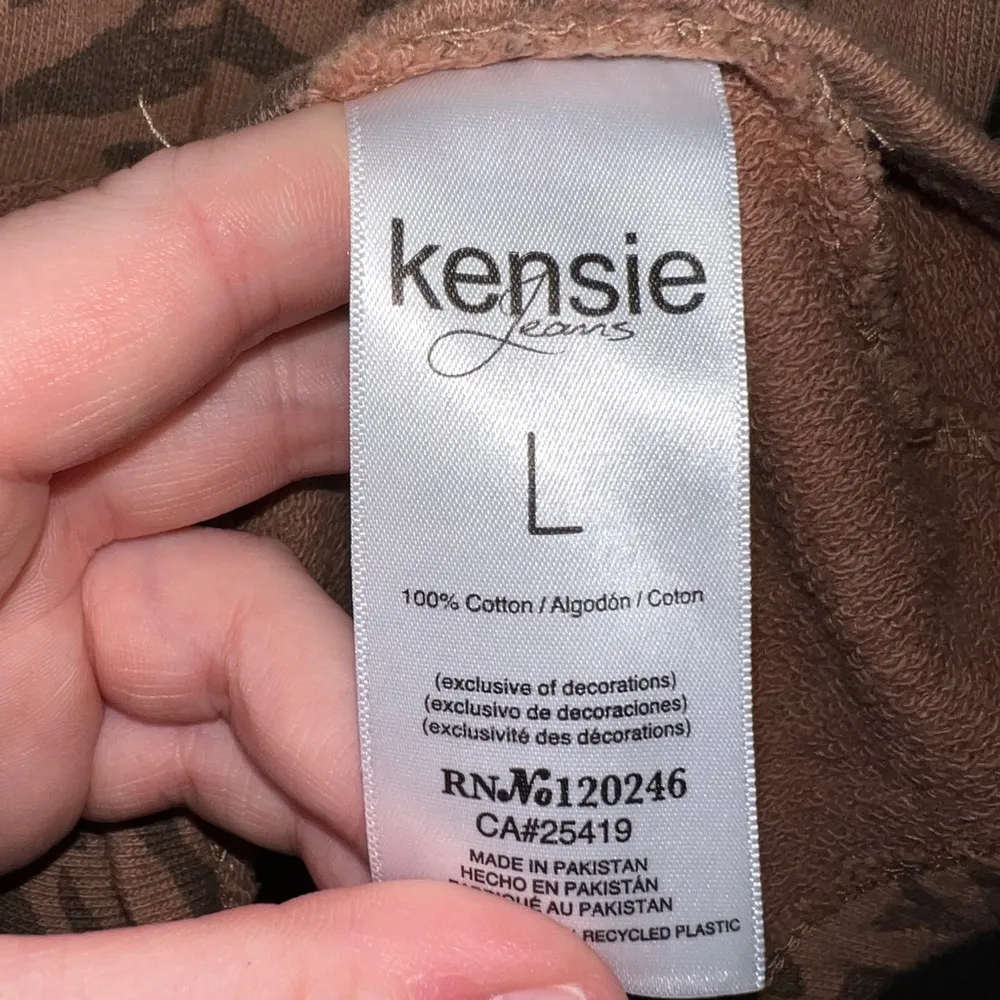 kensie
Jeans
L
100% Cotton / Algodón / Coton
(exclusive of decorations)
(exclusivo de decoraciones)
(exclusivité des décorations)
RN№120246
CA#25419
MADE IN PAKISTAN
HECHO EN PAKISTÁN
AU PAKISTAN
RECYCLED PLASTIC